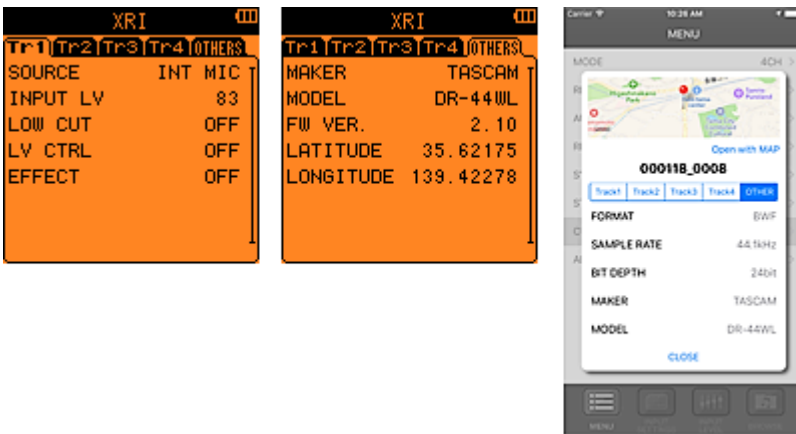 XRI
Tr1 Tr2 Tr3 Tr4 OTHERS
SOURCE INT MIC
INPUT LV 83
LOW CUT OFF
LV CTRL OFF
EFFECT OFF
XRI
Tr1 Tr2 Tr3 Tr4 OTHERS
MAKER TASCAM
MODEL DR-44WL
FW VER. 2.10
LATITUDE 35.62175
LONGITUDE 139.42278
Carrier 10:26 AM
MENU
MODE 4CH
Open with MAP
000118_0008
Track1 Track2 Track3 Track4 OTHER
FORMAT BWF
SAMPLE RATE 44.1kHz
BIT DEPTH 24bit
MAKER TASCAM
MODEL DR-44WL
CLOSE
MENU